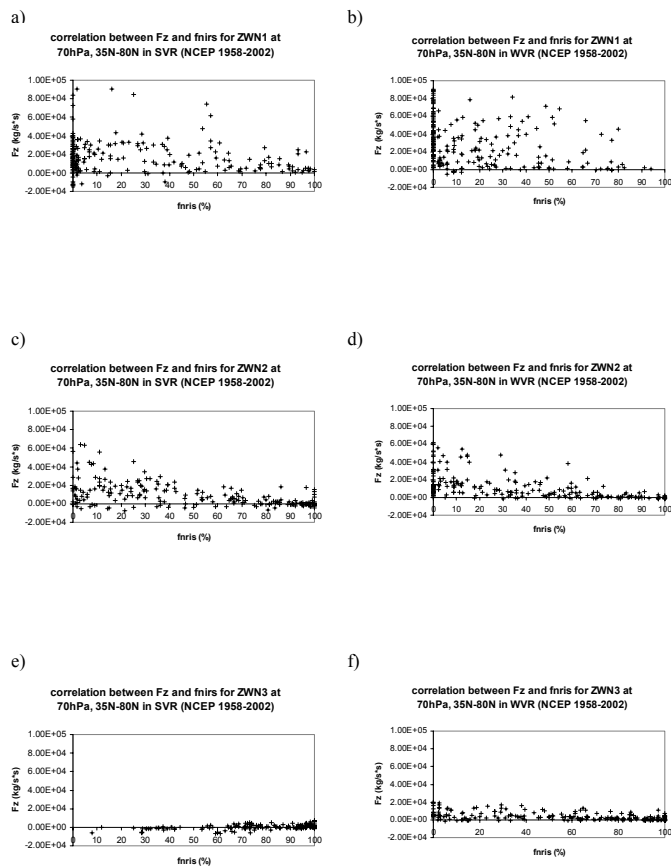 a)
correlation between Fz and fnirs for ZWN1 at
70hPa, 35N-80N in SVR (NCEP 1958-2002)
1.00E+05
8.00E+04
6.00E+04
4.00E+04
2.00E+04
0.00E+00
-2.00E+04
Fz (kg/s*s)
0 10 20 30 40 50 60 70 80 90 100
fnris (%)
b)
correlation between Fz and fnris for ZWN1 at
70hPa, 35N-80N in WVR (NCEP 1958-2002)
1.00E+05
8.00E+04
6.00E+04
4.00E+04
2.00E+04
0.00E+00
-2.00E+04
Fz (kg/s*s)
0 10 20 30 40 50 60 70 80 90 100
fnris (%)
c)
correlation between Fz and fnirs for ZWN2 at
70hPa, 35N-80N in SVR (NCEP 1958-2002)
1.00E+05
8.00E+04
6.00E+04
4.00E+04
2.00E+04
0.00E+00
-2.00E+04
Fz (kg/s*s)
0 10 20 30 40 50 60 70 80 90 100
fnris (%)
d)
correlation between Fz and fnris for ZWN2 at
70hPa, 35N-80N in WVR (NCEP 1958-2002)
1.00E+05
8.00E+04
6.00E+04
4.00E+04
2.00E+04
0.00E+00
-2.00E+04
Fz (kg/s*s)
0 10 20 30 40 50 60 70 80 90 100
fnris (%)
e)
correlation between Fz and fnirs for ZWN3 at
70hPa, 35N-80N in SVR (NCEP 1958-2002)
1.00E+05
8.00E+04
6.00E+04
4.00E+04
2.00E+04
0.00E+00
-2.00E+04
Fz (kg/s*s)
0 10 20 30 40 50 60 70 80 90 100
fnris (%)
f)
correlation between Fz and fnris for ZWN3 at
70hPa, 35N-80N in WVR (NCEP 1958-2002)
1.00E+05
8.00E+04
6.00E+04
4.00E+04
2.00E+04
0.00E+00
-2.00E+04
Fz (kg/s*s)
0 10 20 30 40 50 60 70 80 90 100
fnris (%)